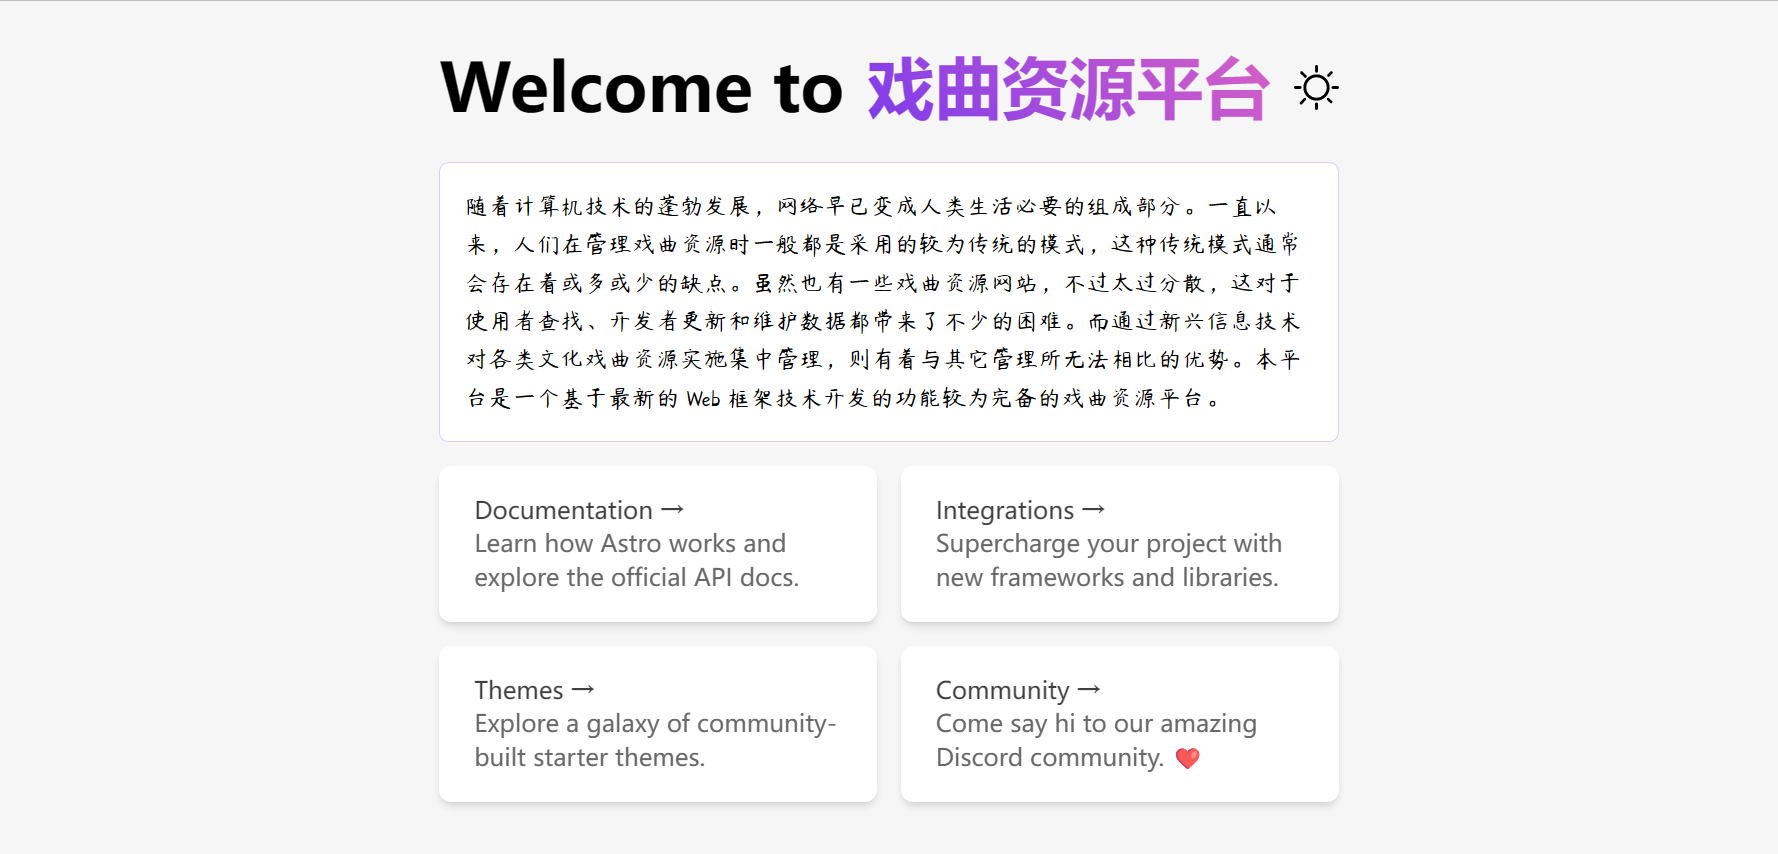 Welcome to 戏曲资源平台
随着计算机技术的蓬勃发展，网络早已变成人类生活必要的组成部分。一直以
来，人们在管理戏曲资源时一般都是采用的较为传统的模式，这种传统模式通常
会存在着或多或少的缺点。虽然也有一些戏曲资源网站，不过太过分散，这对于
使用者查找、开发者更新和维护数据都带来了不少的困难。而通过新兴信息技术
对各类文化戏曲资源实施集中管理，则有着与其它管理所无法相比的优势。本平
台是一个基于最新的 Web 框架技术开发的功能较为完备的戏曲资源平台。
Documentation →
Learn how Astro works and
explore the official API docs.
Integrations →
Supercharge your project with
new frameworks and libraries.
Themes →
Explore a galaxy of community-
built starter themes.
Community →
Come say hi to our amazing
Discord community. ❤️